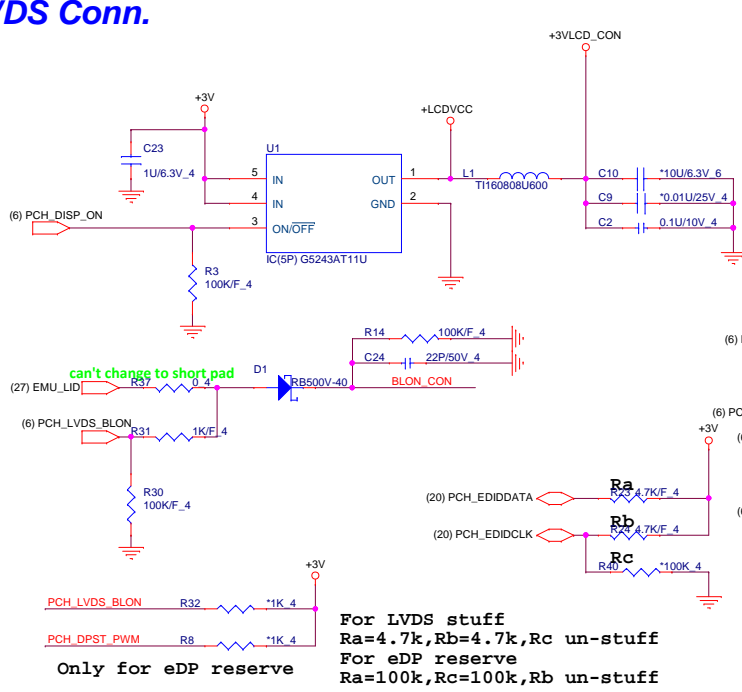 VDS Conn.
+3VLCD_CON
+3V
+LCDVCC
C23
1U/6.3V_4
U1
5 IN OUT 1
4 IN GND 2
3 ON/OFF
IC(5P) G5243AT11U
L1
TI160808U600
C10 *10U/6.3V_6
C9 *0.01U/25V_4
C2 0.1U/10V_4
(6) PCH_DISP_ON
R3
100K/F_4
R14 100K/F_4
C24 22P/50V_4
can't change to short pad
D1
RB500V-40
BLON_CON
(27) EMU_LID
R37 0_4
(6) PCH_LVDS_BLON
R31 1K/F_4
R30
100K/F_4
(6)
(6) PC
+3V
Ra
(20) PCH_EDIDDATA
R23 4.7K/F_4
Rb
(20) PCH_EDIDCLK
R24 4.7K/F_4
Rc
R40 *100K_4
+3V
PCH_LVDS_BLON R32 *1K_4
PCH_DPST_PWM R8 *1K_4
Only for eDP reserve
For LVDS stuff
Ra=4.7k,Rb=4.7k,Rc un-stuff
For eDP reserve
Ra=100k,Rc=100k,Rb un-stuff